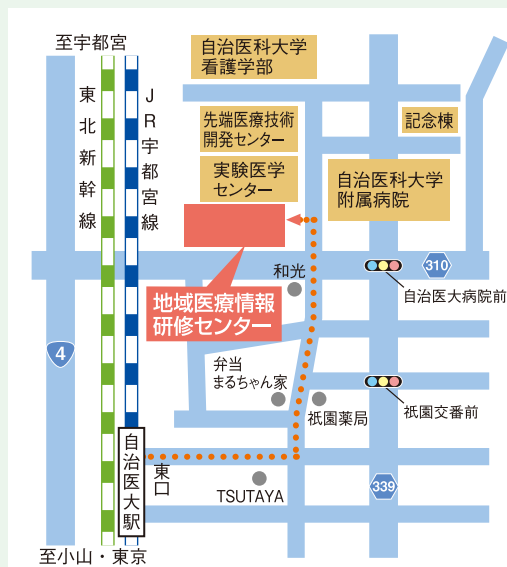 至宇都宮
東北新幹線
JR宇都宮線
自治医科大学
看護学部
先端医療技術
開発センター
記念棟
実験医学
センター
自治医科大学
附属病院
310
和光
自治医大病院前
地域医療情報
研修センター
4
弁当
まるちゃん家
祇園薬局
祇園交番前
自治医大駅
東口
TSUTAYA
339
至小山・東京